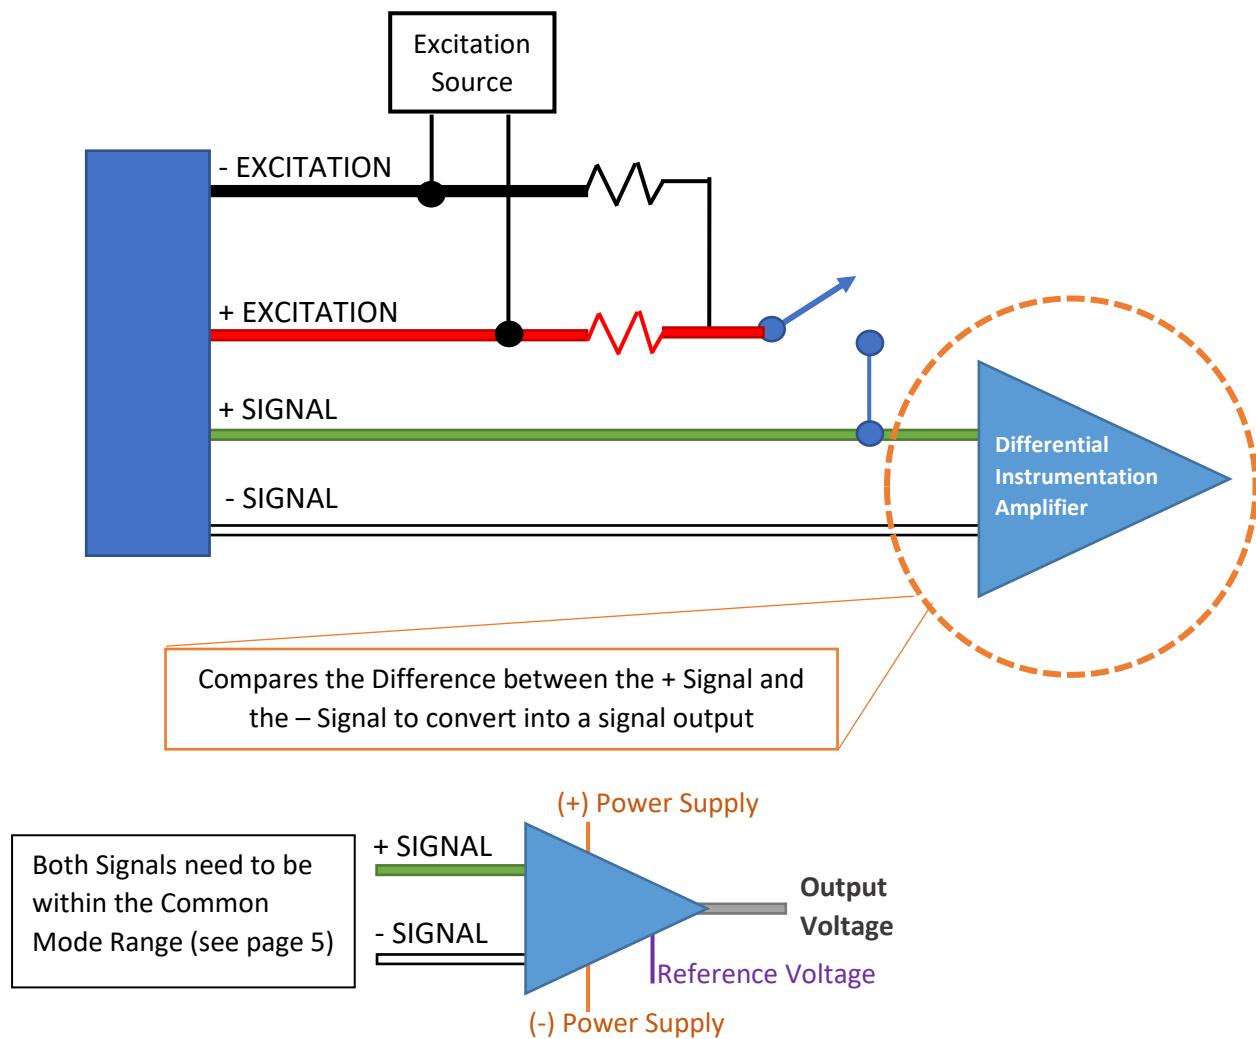 Excitation
Source
- EXCITATION
+ EXCITATION
+ SIGNAL
- SIGNAL
Differential
Instrumentation
Amplifier
Compares the Difference between the + Signal and
the – Signal to convert into a signal output
(+) Power Supply
+ SIGNAL
Both Signals need to be
within the Common
Mode Range (see page 5)
- SIGNAL
Output
Voltage
Reference Voltage
(-) Power Supply